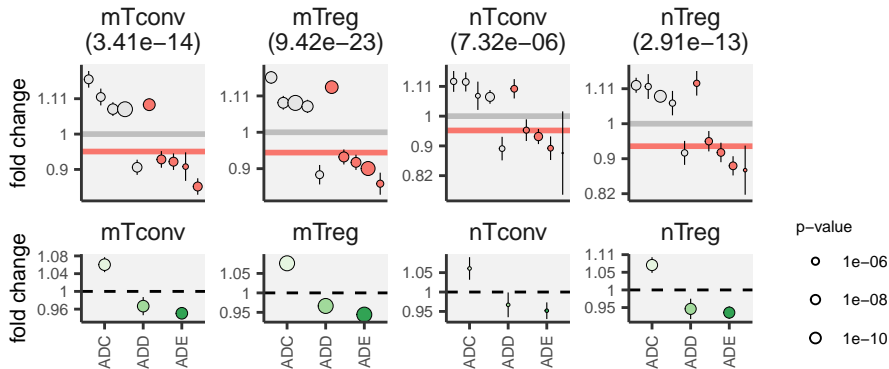 mTconv
(3.41e−14)
mTreg
(9.42e−23)
nTconv
(7.32e−06)
nTreg
(2.91e−13)
fold change
1.11
1
0.9
1.11
1
0.9
1.11
1
0.9
0.82
1.11
1
0.9
0.82
mTconv
mTreg
nTconv
nTreg
fold change
1.08
1.04
1
0.96
1.05
1
0.95
1.05
1
0.95
1.11
1.05
1
0.95
ADC
ADD
ADE
ADC
ADD
ADE
ADC
ADD
ADE
ADC
ADD
ADE
p−value
1e−06
1e−08
1e−10